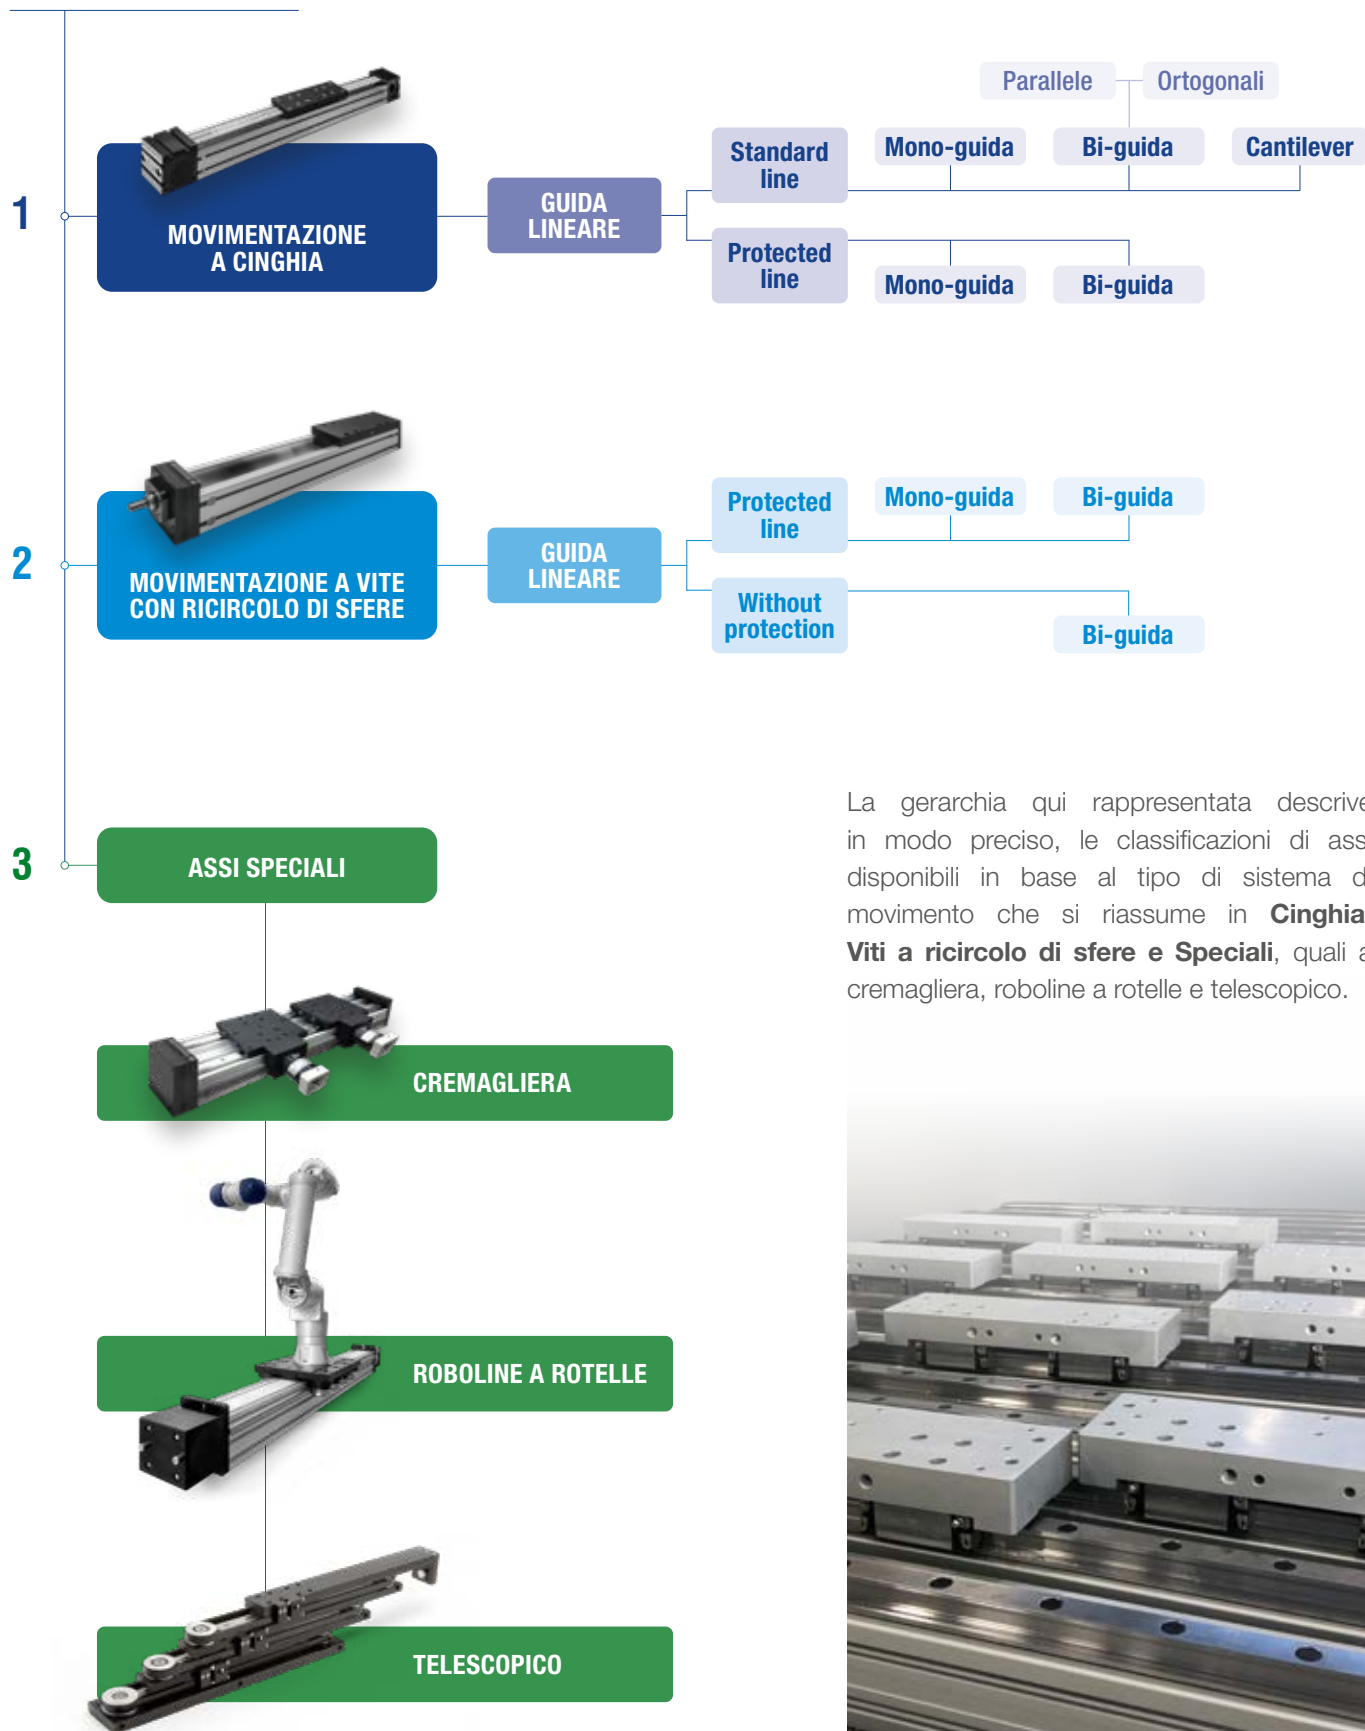 Parallele
Ortogonali
Standard
line
Mono-guida
Bi-guida
Cantilever
1
MOVIMENTAZIONE
A CINGHIA
GUIDA
LINEARE
Protected
line
Mono-guida
Bi-guida
2
MOVIMENTAZIONE A VITE
CON RICIRCOLO DI SFERE
GUIDA
LINEARE
Protected
line
Mono-guida
Bi-guida
Without
protection
Bi-guida
3
ASSI SPECIALI
CREMAGLIERA
ROBOLINE A ROTELLE
TELESCOPICO
La gerarchia qui rappresentata descrive
in modo preciso, le classificazioni di ass
disponibili in base al tipo di sistema d
movimento che si riassume in Cinghia
Viti a ricircolo di sfere e Speciali, quali a
cremagliera, roboline a rotelle e telescopico.